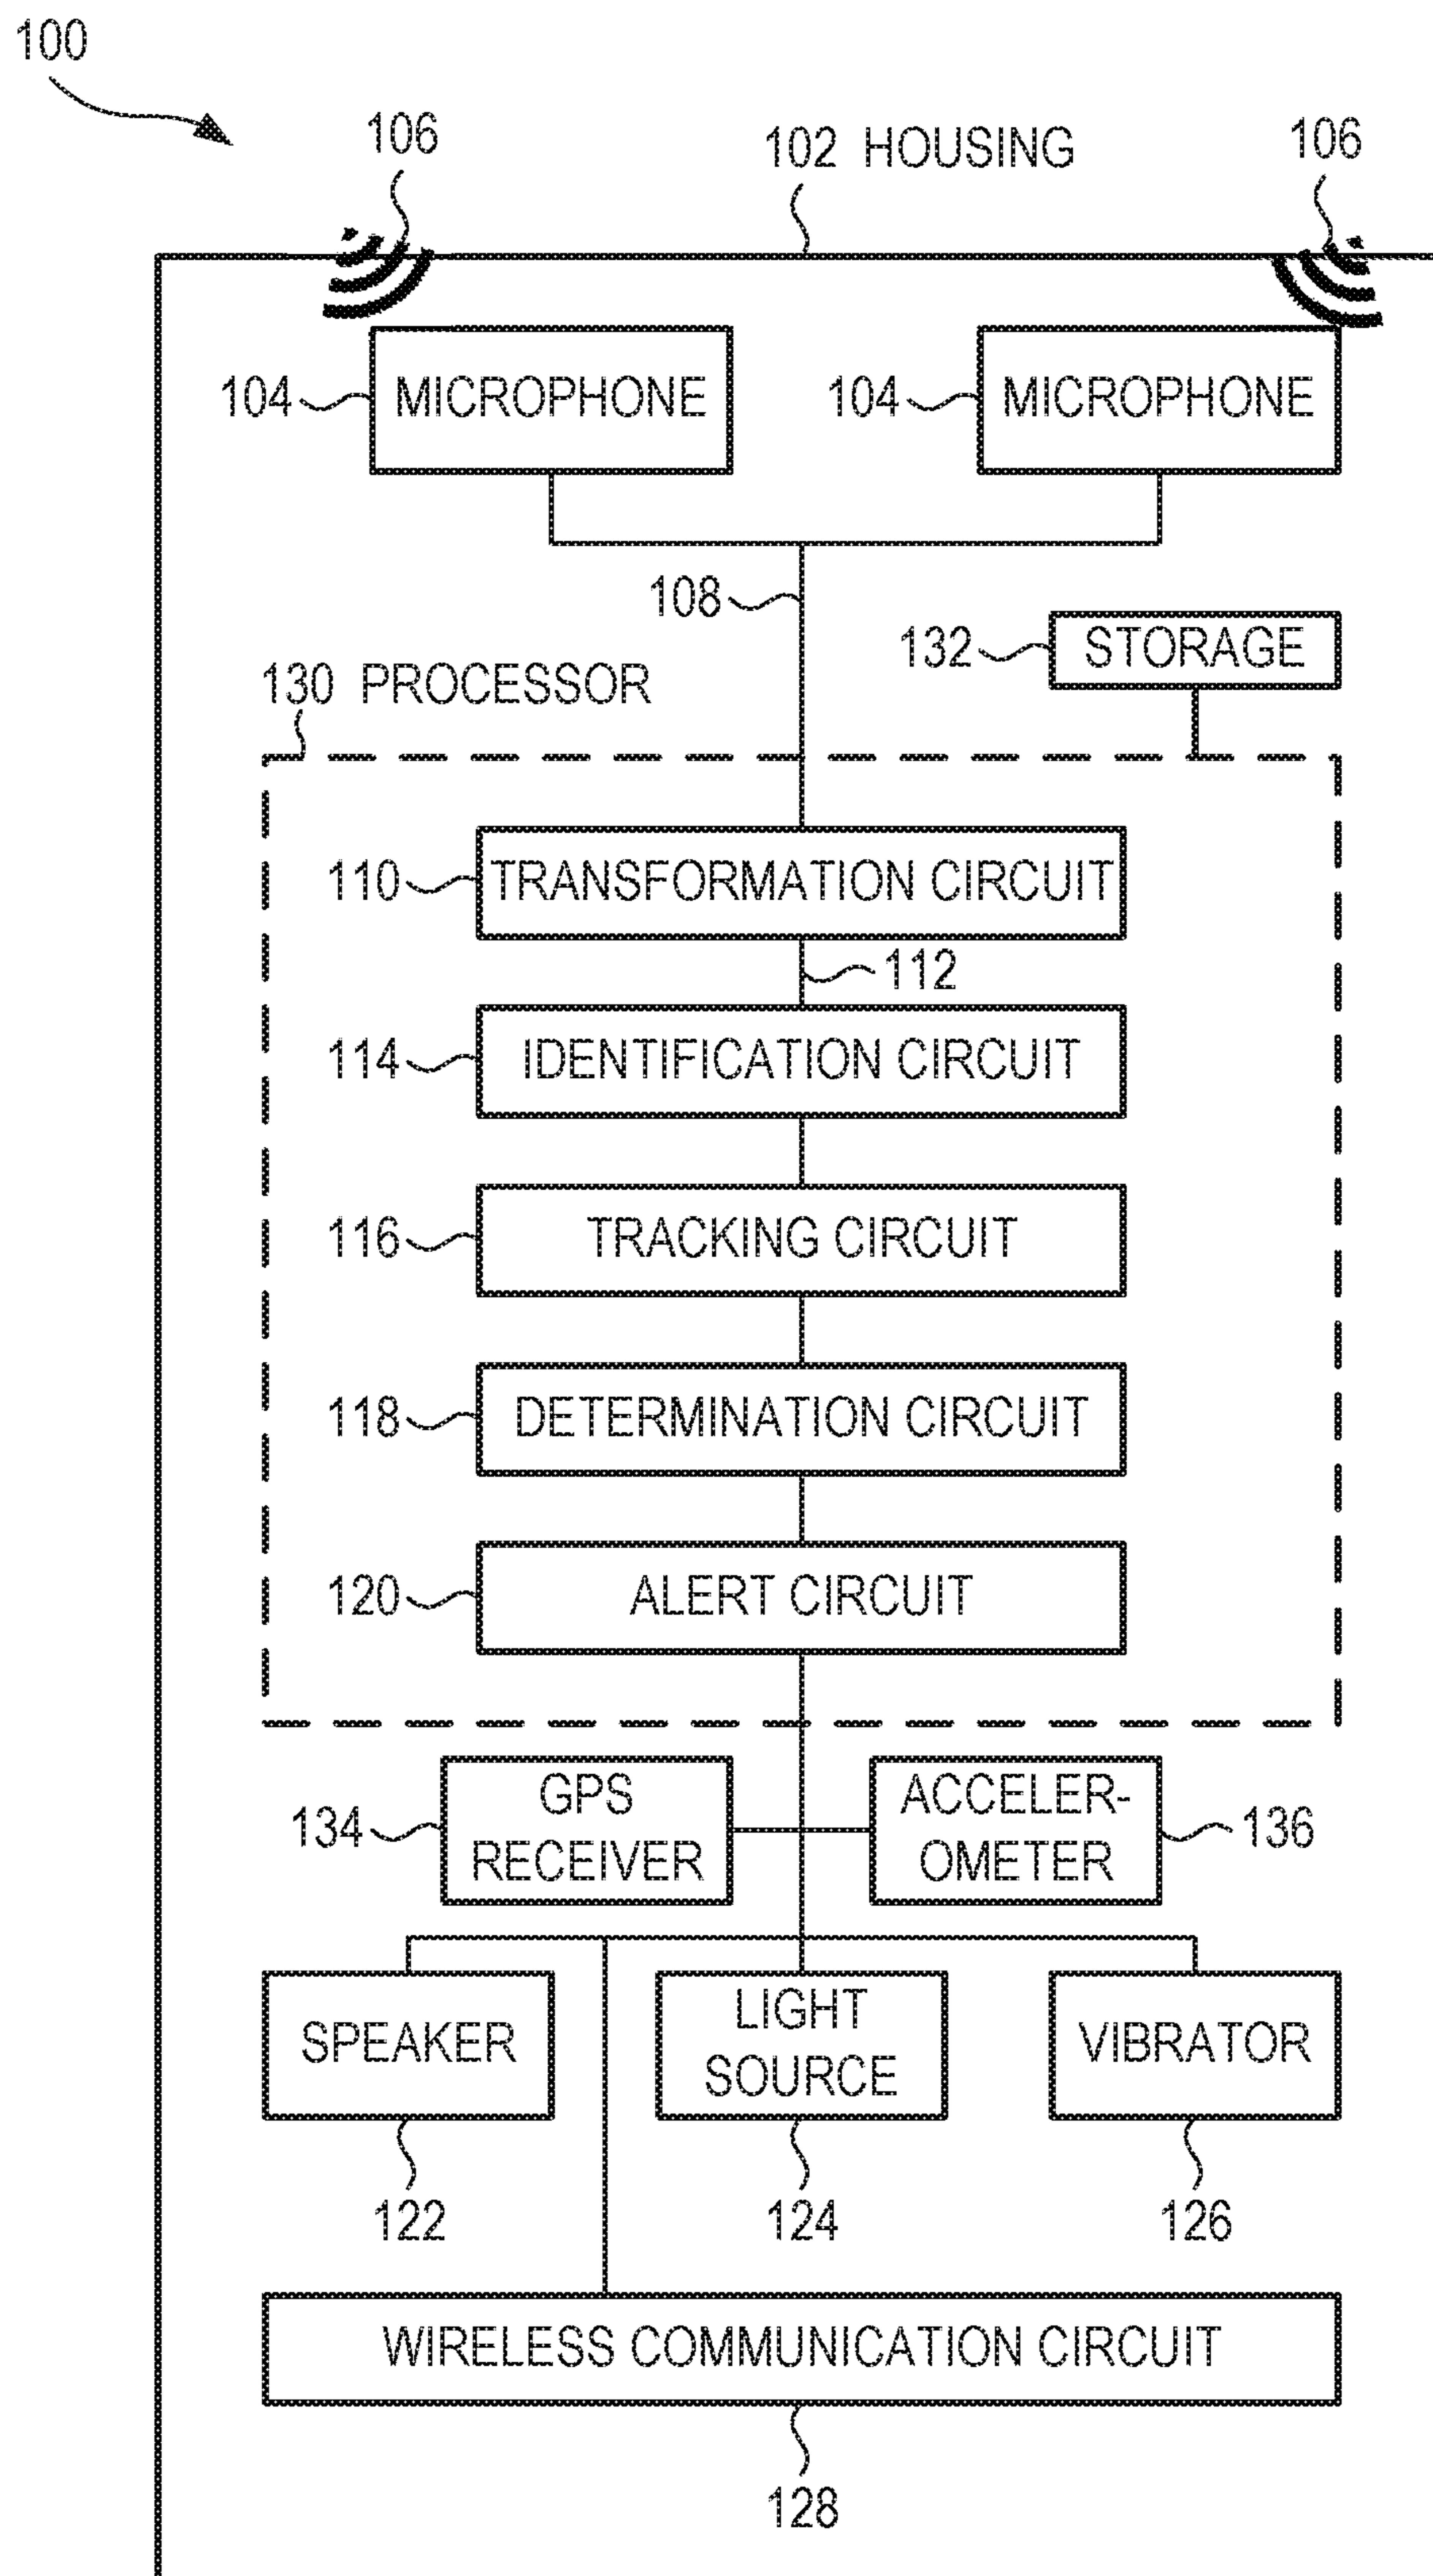 100
106
102 HOUSING
106
104
MICROPHONE
104
MICROPHONE
108
132
STORAGE
130 PROCESSOR
110
TRANSFORMATION CIRCUIT
112
114
IDENTIFICATION CIRCUIT
116
TRACKING CIRCUIT
118
DETERMINATION CIRCUIT
120
ALERT CIRCUIT
134
GPS
RECEIVER
ACCELER-
OMETER
136
SPEAKER
LIGHT
SOURCE
VIBRATOR
122
124
126
WIRELESS COMMUNICATION CIRCUIT
128